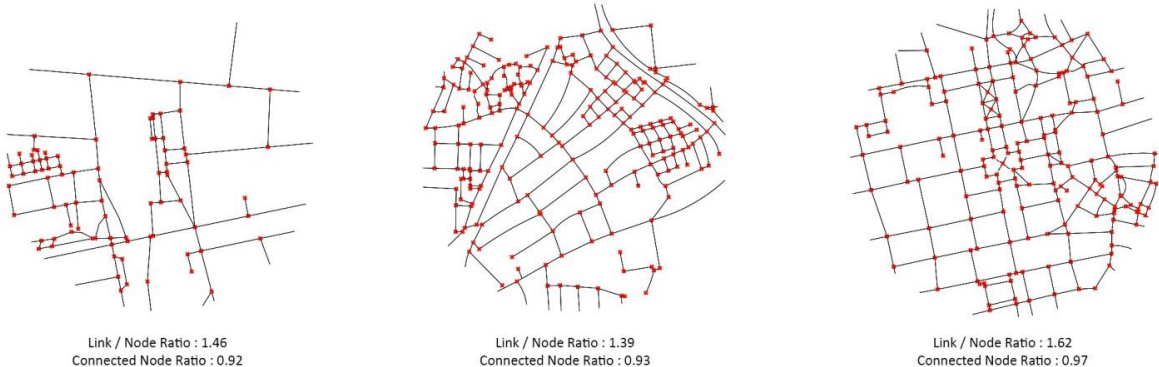 Link / Node Ratio : 1.46
Connected Node Ratio : 0.92
Link / Node Ratio : 1.39
Connected Node Ratio : 0.93
Link / Node Ratio : 1.62
Connected Node Ratio : 0.97